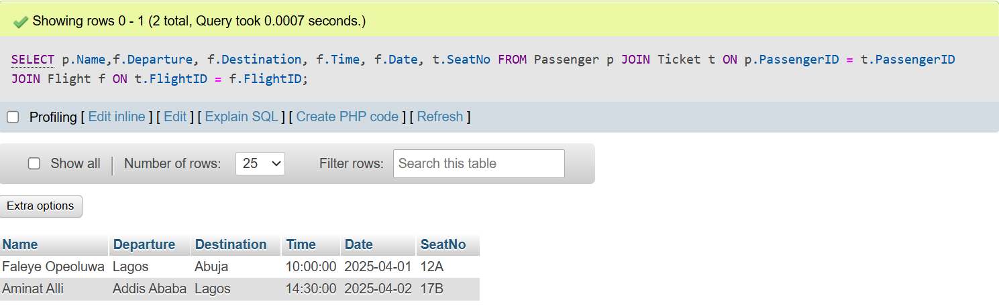 Showing rows 0 - 1 (2 total, Query took 0.0007 seconds.)
SELECT p.Name,f.Departure, f.Destination, f.Time, f.Date, t.SeatNo FROM Passenger p JOIN Ticket t ON p.PassengerID = t.PassengerID
JOIN Flight f ON t.FlightID = f.FlightID;
Profiling [ Edit inline ] [ Edit ] [ Explain SQL ] [ Create PHP code ] [ Refresh ]
Show all | Number of rows: 25 Filter rows: Search this table
Extra options
Name Departure Destination Time Date SeatNo
Faleye Opeoluwa Lagos Abuja 10:00:00 2025-04-01 12A
Aminat Alli Addis Ababa Lagos 14:30:00 2025-04-02 17B